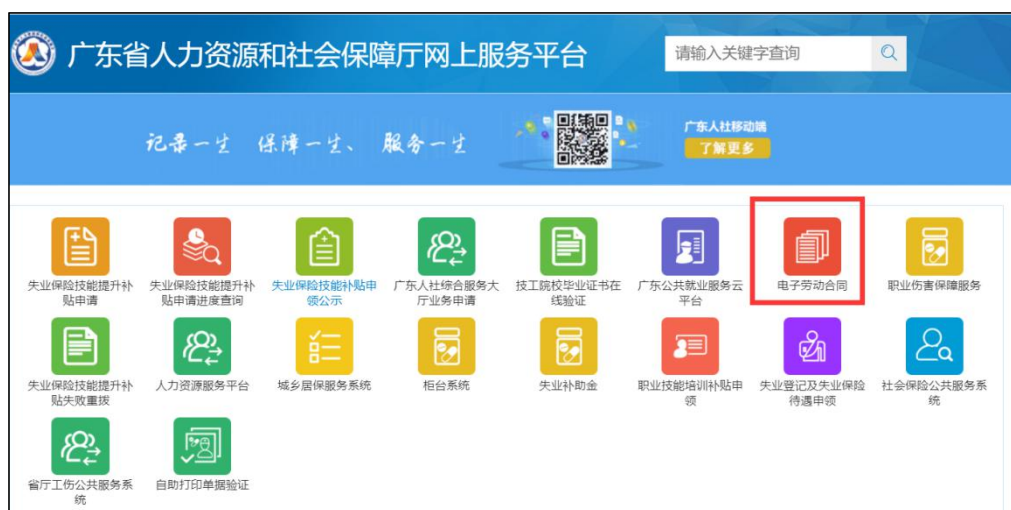 广东省人力资源和社会保障厅网上服务平台
请输入关键字查询
记录一生 保障一生、 服务一生
广东人社移动端
了解更多
失业保险技能提升补
贴申请
失业保险技能提升补
贴申请进度查询
失业保险技能补贴申
领公示
广东人社综合服务大
厅业务申请
技工院校毕业证书在
线验证
广东公共就业服务云
平台
电子劳动合同
职业伤害保障服务
失业保险技能提升补
贴失败重拨
人力资源服务平台
城乡居保服务系统
柜台系统
失业补助金
职业技能培训补贴申
领
失业登记及失业保险
待遇申领
社会保险公共服务系
统
省厅工伤公共服务系
统
自助打印单据验证